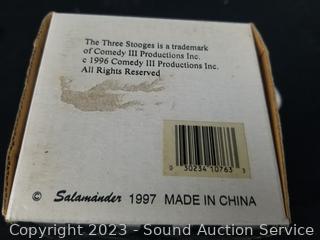 The Three Stooges is a trademark
of Comedy III Productions Inc.
c 1996 Comedy III Productions Inc.
All Rights Reserved
0 30234 10763 3
© Salamander 1997 MADE IN CHINA
Copyright 2023 - Sound Auction Service